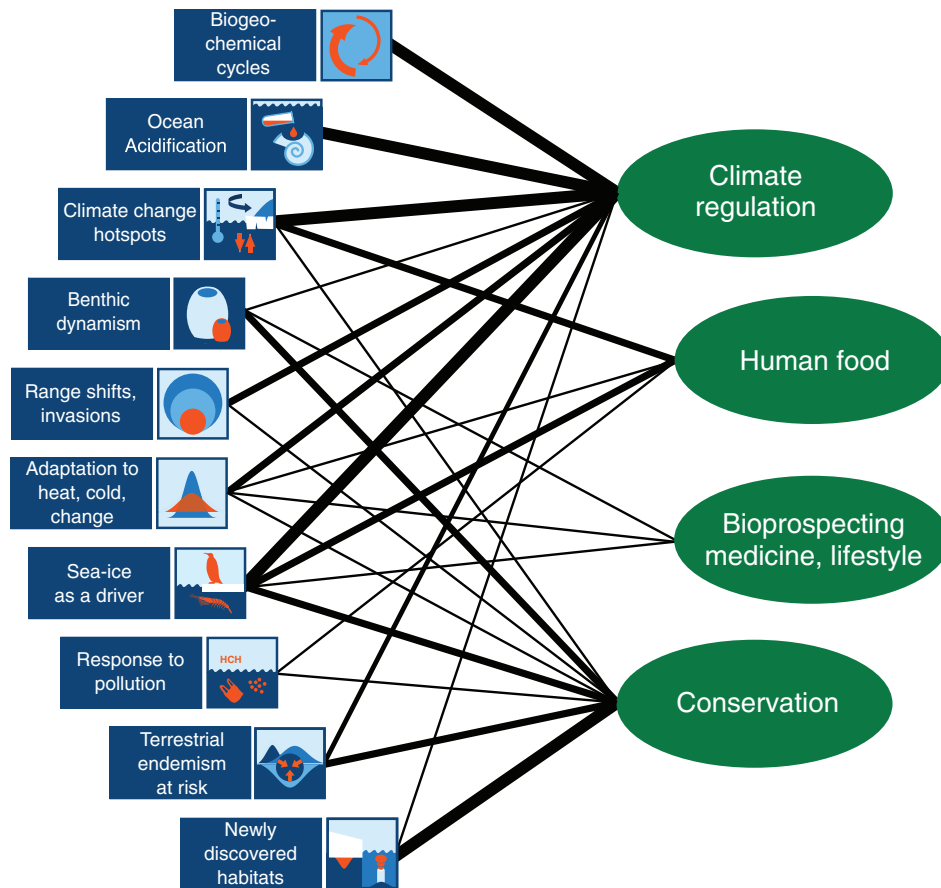 Biogeo-
chemical
cycles
Ocean
Acidification
Climate change
hotspots
Benthic
dynamism
Range shifts,
invasions
Adaptation to
heat, cold,
change
Sea-ice
as a driver
Response to
pollution
HCH
Terrestrial
endemism
at risk
Newly
discovered
habitats
Climate
regulation
Human food
Bioprospecting
medicine, lifestyle
Conservation